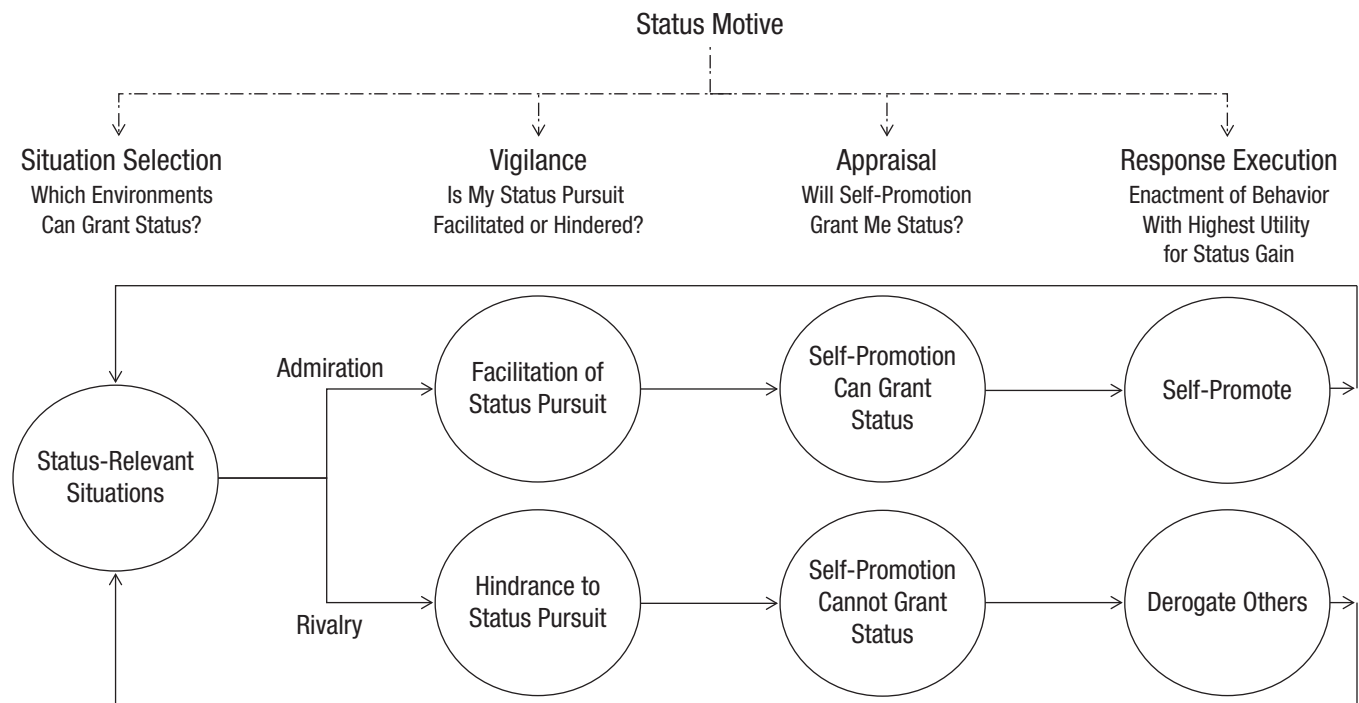 Status Motive
Situation Selection
Which Environments
Can Grant Status?
Vigilance
Is My Status Pursuit
Facilitated or Hindered?
Appraisal
Will Self-Promotion
Grant Me Status?
Response Execution
Enactment of Behavior
With Highest Utility
for Status Gain
Status-Relevant
Situations
Admiration
Facilitation of
Status Pursuit
Self-Promotion
Can Grant
Status
Self-Promote
Rivalry
Hindrance to
Status Pursuit
Self-Promotion
Cannot Grant
Status
Derogate Others